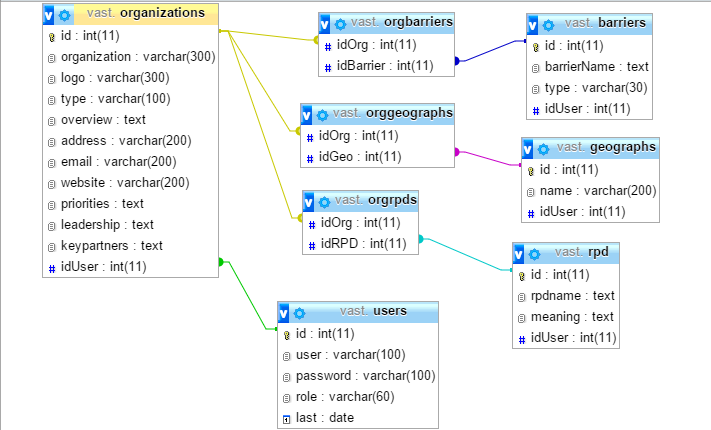 vast. organizations
id : int(11)
organization : varchar(300)
logo : varchar(300)
type : varchar(100)
overview : text
address : varchar(200)
email : varchar(200)
website : varchar(200)
priorities : text
leadership : text
keypartners : text
# idUser : int(11)
vast. orgbarriers
# idOrg : int(11)
# idBarrier : int(11)
vast. barriers
id : int(11)
barrierName : text
type : varchar(30)
# idUser : int(11)
vast. orggeographs
# idOrg : int(11)
# idGeo : int(11)
vast. geographs
id : int(11)
name : varchar(200)
# idUser : int(11)
vast. orgrpds
# idOrg : int(11)
# idRPD : int(11)
vast. rpd
id : int(11)
rpdname : text
meaning : text
# idUser : int(11)
vast. users
id : int(11)
user : varchar(100)
password : varchar(100)
role : varchar(60)
last : date